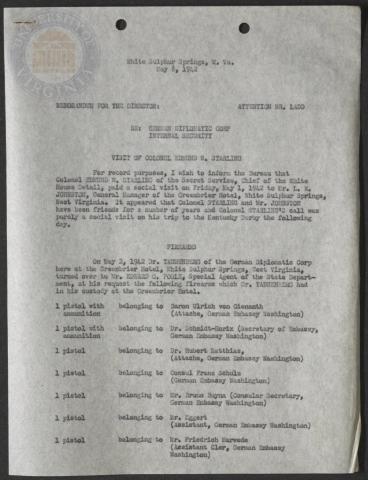 White Sulphur Springs, W. Va.
May 8, 1942
MEMORANDUM FOR THE DIRECTOR: ATTENTION MR. LADD
RE: GERMAN DIPLOMATIC CORP
INTERNAL SECURITY
VISIT OF COLONEL EDMUND W. STARLING
For record purposes, I wish to inform the Bureau that
Colonel EDMUND W. STARLING of the Secret Service, Chief of the White
House Detail, paid a social visit on Friday, May 1, 1942 to Mr. L. R.
JOHNSTON, General Manager of the Greenbrier Hotel, White Sulphur Springs,
West Virginia. It appeared that Colonel STARLING and Mr. JOHNSTON
have been friends for a number of years and Colonel STARLING'S call was
purely a social visit on his trip to the Kentucky Derby the following
day.
FIREARMS
On May 2, 1942 Dr. TANNENBERG of the German Diplomatic Corp
here at the Greenbrier Hotel, White Sulphur Springs, West Virginia,
turned over to Mr. EDWARD C. POOLE, Special Agent of the State Depart-
ment, at his request the following firearms which Dr. TANNENBERG had
in his custody at the Greenbrier Hotel.
1 pistol with belonging to Baron Ulrich von Gienanth
ammunition (Attache, German Embassy Washington)
1 pistol with belonging to Dr. Schmidt-Harix (Secretary of Embassy,
ammunition German Embassy Washington)
1 pistol belonging to Dr. Hubert Matthias,
(Attache, German Embassy Washington)
1 pistol belonging to Consul Franz Schulz
(German Embassy Washington)
1 pistol belonging to Mr. Bruno Huyna (Consular Secretary,
German Embassy Washington)
1 pistol belonging to Mr. Eggert
(Assistant, German Embassy Washington)
1 pistol belonging to Mr. Friedrich Marwede
(Assistant Cler, German Embassy
Washington)